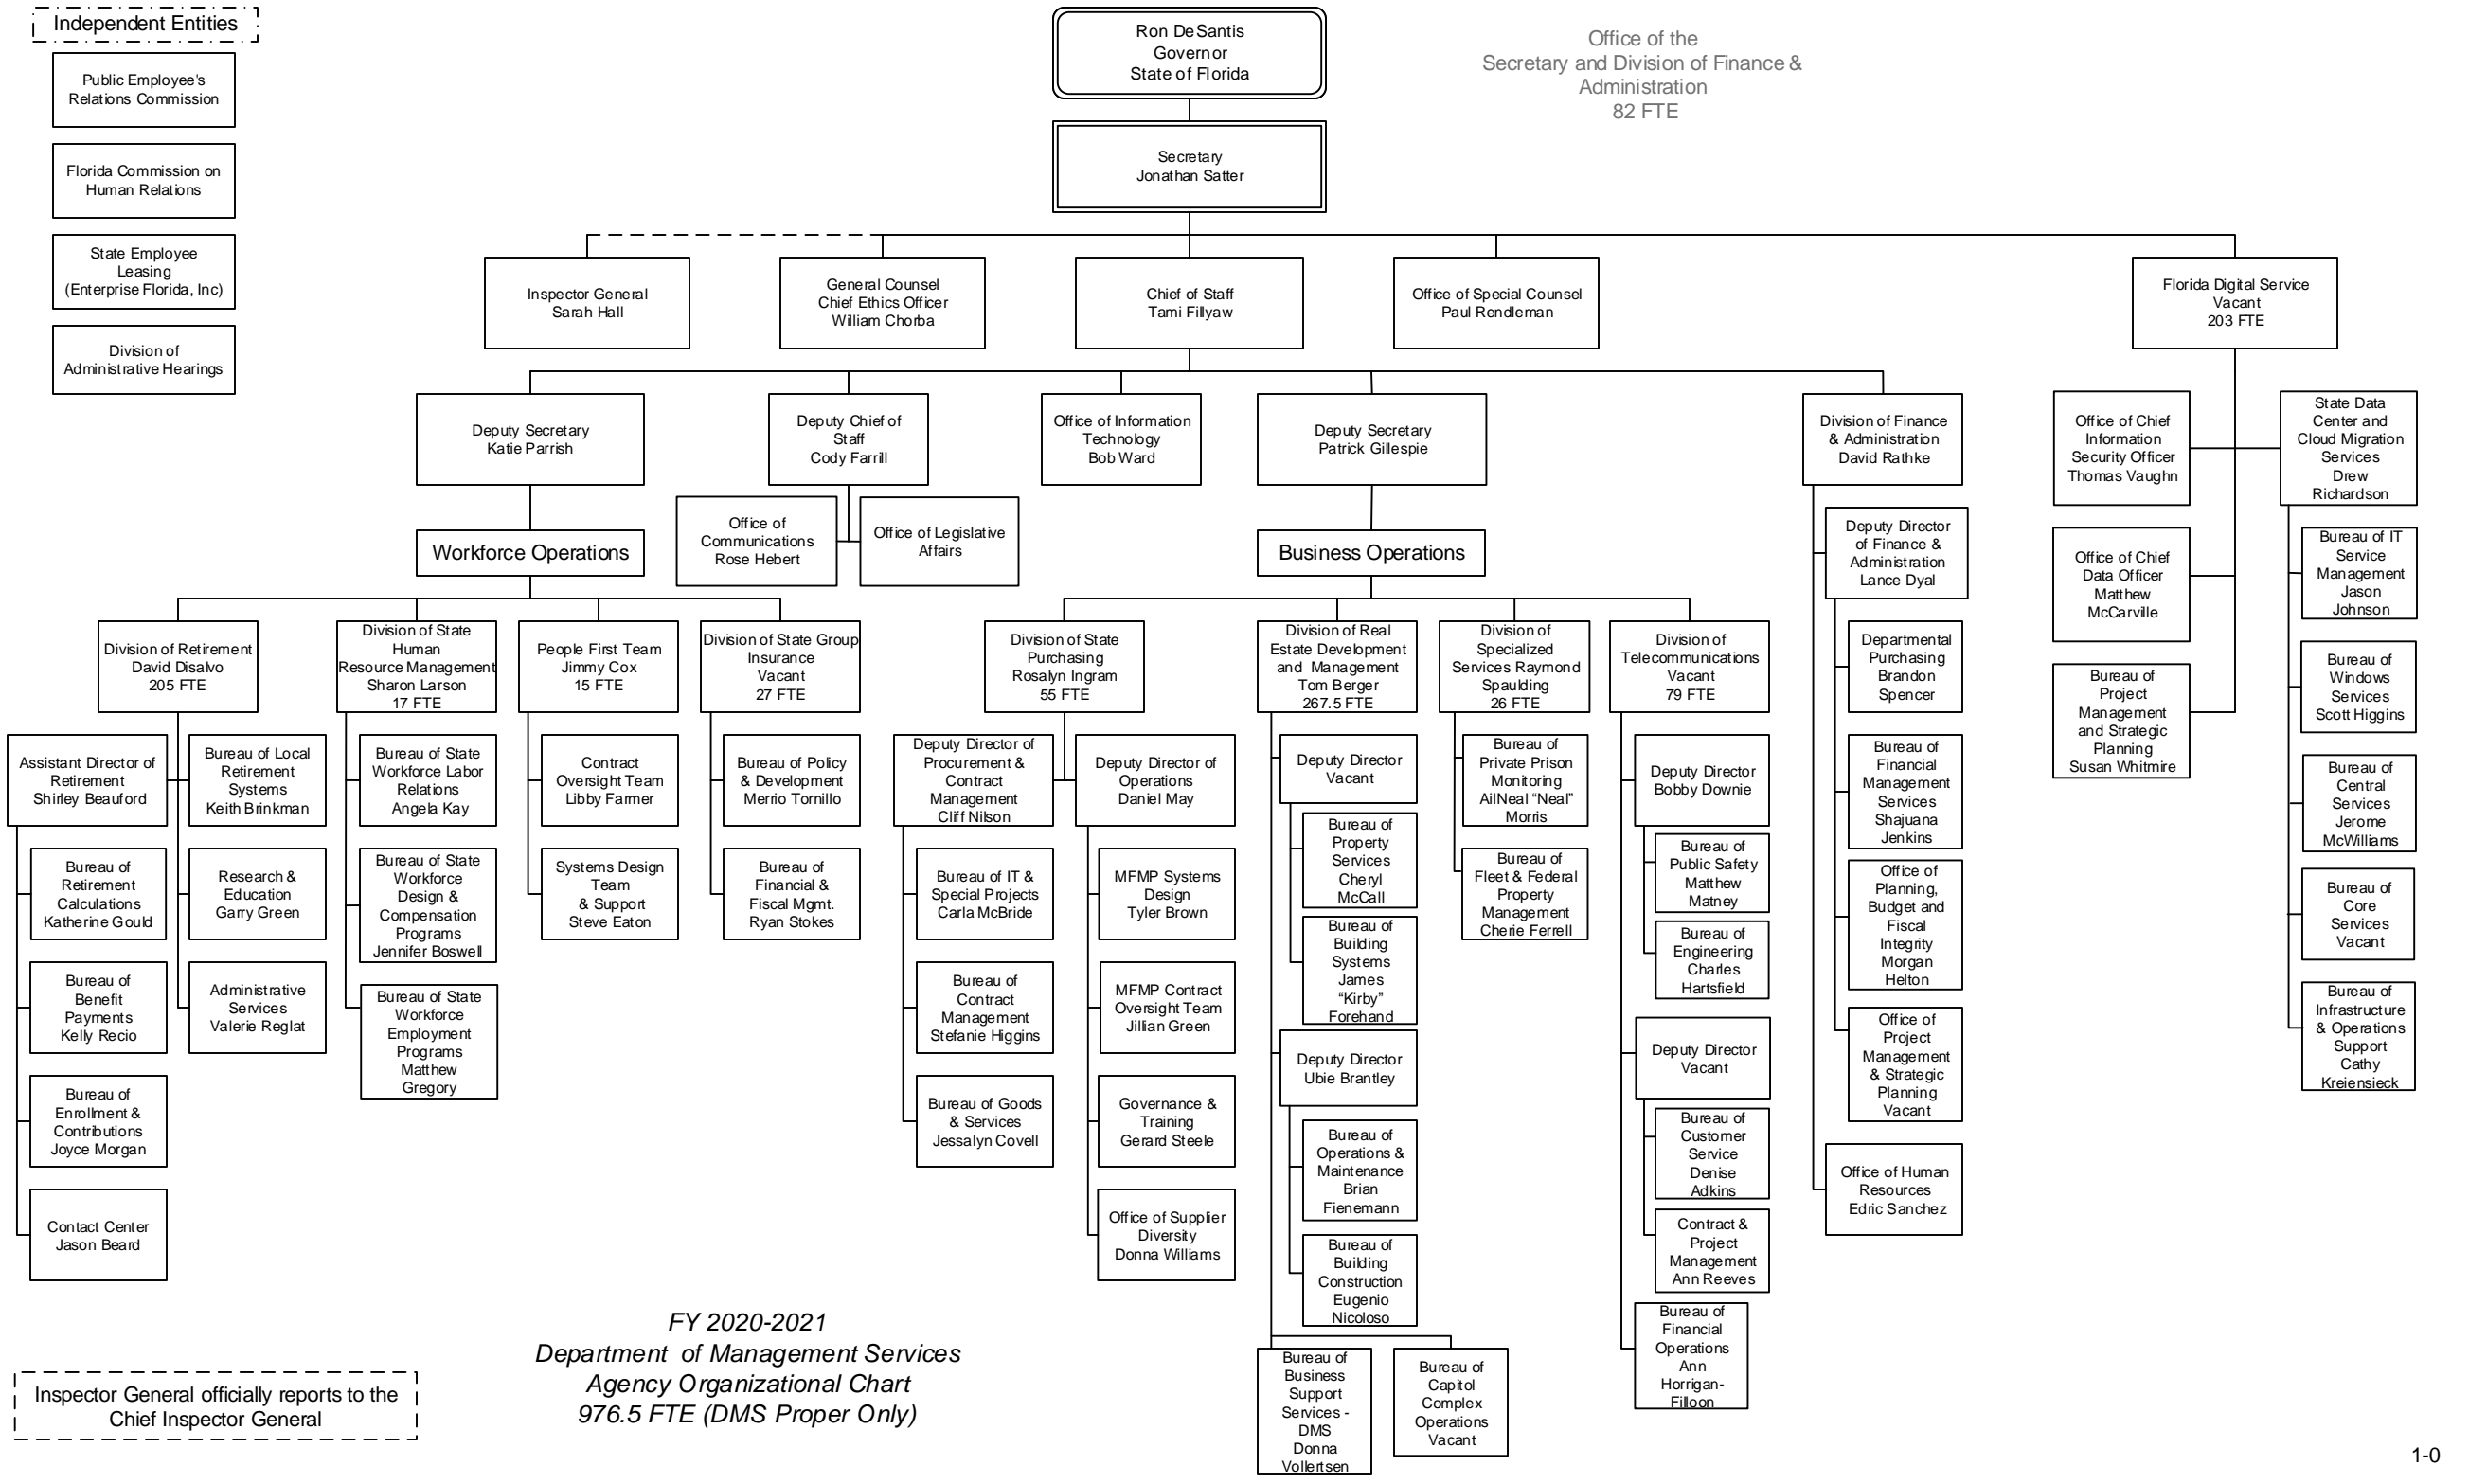 Independent Entities
Public Employee's
Relations Commission
Florida Commission on
Human Relations
State Employee
Leasing
(Enterprise Florida, Inc)
Division of
Administrative Hearings
Ron DeSantis
Governor
State of Florida
Office of the
Secretary and Division of Finance &
Administration
82 FTE
Secretary
Jonathan Satter
Inspector General
Sarah Hall
General Counsel
Chief Ethics Officer
William Chorba
Chief of Staff
Tami Fillyaw
Office of Special Counsel
Paul Rendleman
Florida Digital Service
Vacant
203 FTE
Deputy Secretary
Katie Parrish
Deputy Chief of
Staff
Cody Farrill
Office of Information
Technology
Bob Ward
Deputy Secretary
Patrick Gillespie
Division of Finance
& Administration
David Rathke
Office of Chief
Information
Security Officer
Thomas Vaughn
State Data
Center and
Cloud Migration
Services
Drew
Richardson
Workforce Operations
Office of
Communications
Rose Hebert
Office of Legislative
Affairs
Business Operations
Deputy Director
of Finance &
Administration
Lance Dyal
Office of Chief
Data Officer
Matthew
McCarville
Bureau of IT
Service
Management
Jason
Johnson
Division of Retirement
David Disalvo
205 FTE
Division of State
Human
Resource Management
Sharon Larson
17 FTE
People First Team
Jimmy Cox
15 FTE
Division of State Group
Insurance
Vacant
27 FTE
Division of State
Purchasing
Rosalyn Ingram
55 FTE
Division of Real
Estate Development
and Management
Tom Berger
267.5 FTE
Division of
Specialized
Services Raymond
Spaulding
26 FTE
Division of
Telecommunications
Vacant
79 FTE
Departmental
Purchasing
Brandon
Spencer
Bureau of
Project
Management
and Strategic
Planning
Susan Whitmire
Bureau of
Windows
Services
Scott Higgins
Assistant Director of
Retirement
Shirley Beauford
Bureau of Local
Retirement
Systems
Keith Brinkman
Bureau of State
Workforce Labor
Relations
Angela Kay
Contract
Oversight Team
Libby Farmer
Bureau of Policy
& Development
Merrio Tornillo
Deputy Director of
Procurement &
Contract
Management
Cliff Nilson
Deputy Director of
Operations
Daniel May
Deputy Director
Vacant
Bureau of
Private Prison
Monitoring
AilNeal “Neal”
Morris
Deputy Director
Bobby Downie
Bureau of
Financial
Management
Services
Shajuana
Jenkins
Bureau of
Central
Services
Jerome
McWilliams
Bureau of
Retirement
Calculations
Katherine Gould
Research &
Education
Garry Green
Bureau of State
Workforce
Design &
Compensation
Programs
Jennifer Boswell
Systems Design
Team
& Support
Steve Eaton
Bureau of
Financial &
Fiscal Mgmt.
Ryan Stokes
Bureau of IT &
Special Projects
Carla McBride
MFMP Systems
Design
Tyler Brown
Bureau of
Property
Services
Cheryl
McCall
Bureau of
Fleet & Federal
Property
Management
Cherie Ferrell
Bureau of
Public Safety
Matthew
Matney
Office of
Planning,
Budget and
Fiscal
Integrity
Morgan
Helton
Bureau of
Core
Services
Vacant
Bureau of
Benefit
Payments
Kelly Recio
Administrative
Services
Valerie Reglat
Bureau of State
Workforce
Employment
Programs
Matthew
Gregory
Bureau of
Contract
Management
Stefanie Higgins
MFMP Contract
Oversight Team
Jillian Green
Bureau of
Building
Systems
James
“Kirby”
Forehand
Bureau of
Engineering
Charles
Hartsfield
Bureau of
Infrastructure
& Operations
Support
Cathy
Kreiensieck
Deputy Director
Ubie Brantley
Deputy Director
Vacant
Office of
Project
Management
& Strategic
Planning
Vacant
Bureau of
Enrollment &
Contributions
Joyce Morgan
Bureau of Goods
& Services
Jessalyn Covell
Governance &
Training
Gerard Steele
Bureau of
Operations &
Maintenance
Brian
Fienemann
Bureau of
Customer
Service
Denise
Adkins
Office of Human
Resources
Edric Sanchez
Contact Center
Jason Beard
Office of Supplier
Diversity
Donna Williams
Bureau of
Building
Construction
Eugenio
Nicoloso
Contract &
Project
Management
Ann Reeves
Bureau of
Financial
Operations
Ann
Horrigan-
Filloon
Bureau of
Business
Support
Services -
DMS
Donna
Vollertsen
Bureau of
Capitol
Complex
Operations
Vacant
FY 2020-2021
Department of Management Services
Agency Organizational Chart
976.5 FTE (DMS Proper Only)
Inspector General officially reports to the
Chief Inspector General
1-0